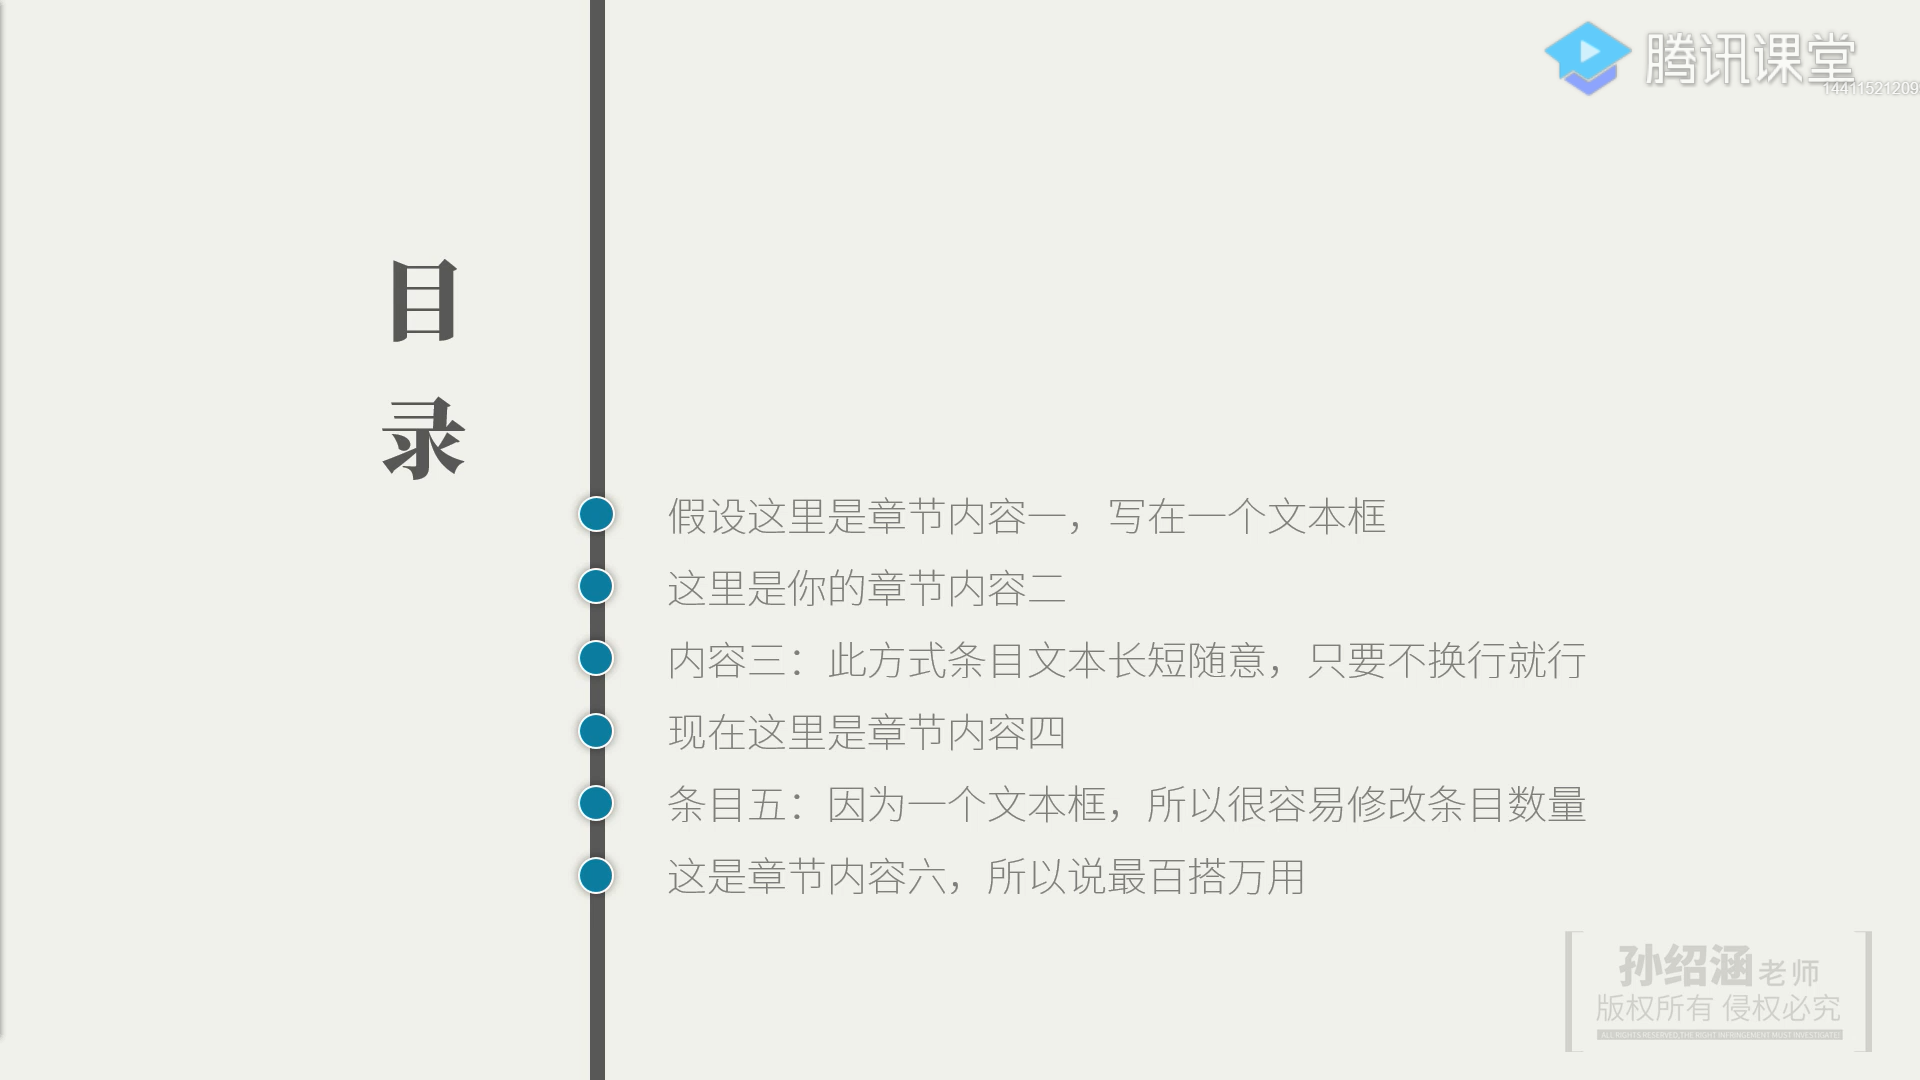 腾讯课堂
14411521209
目录
假设这里是章节内容一，写在一个文本框
这里是你的章节内容二
内容三：此方式条目文本长短随意，只要不换行就行
现在这里是章节内容四
条目五：因为一个文本框，所以很容易修改条目数量
这是章节内容六，所以说最百搭万用
孙绍涵老师
版权所有 侵权必究
ALL RIGHTS RESERVED,THE RIGHT INFRINGEMENT MUST INVESTIGATE!